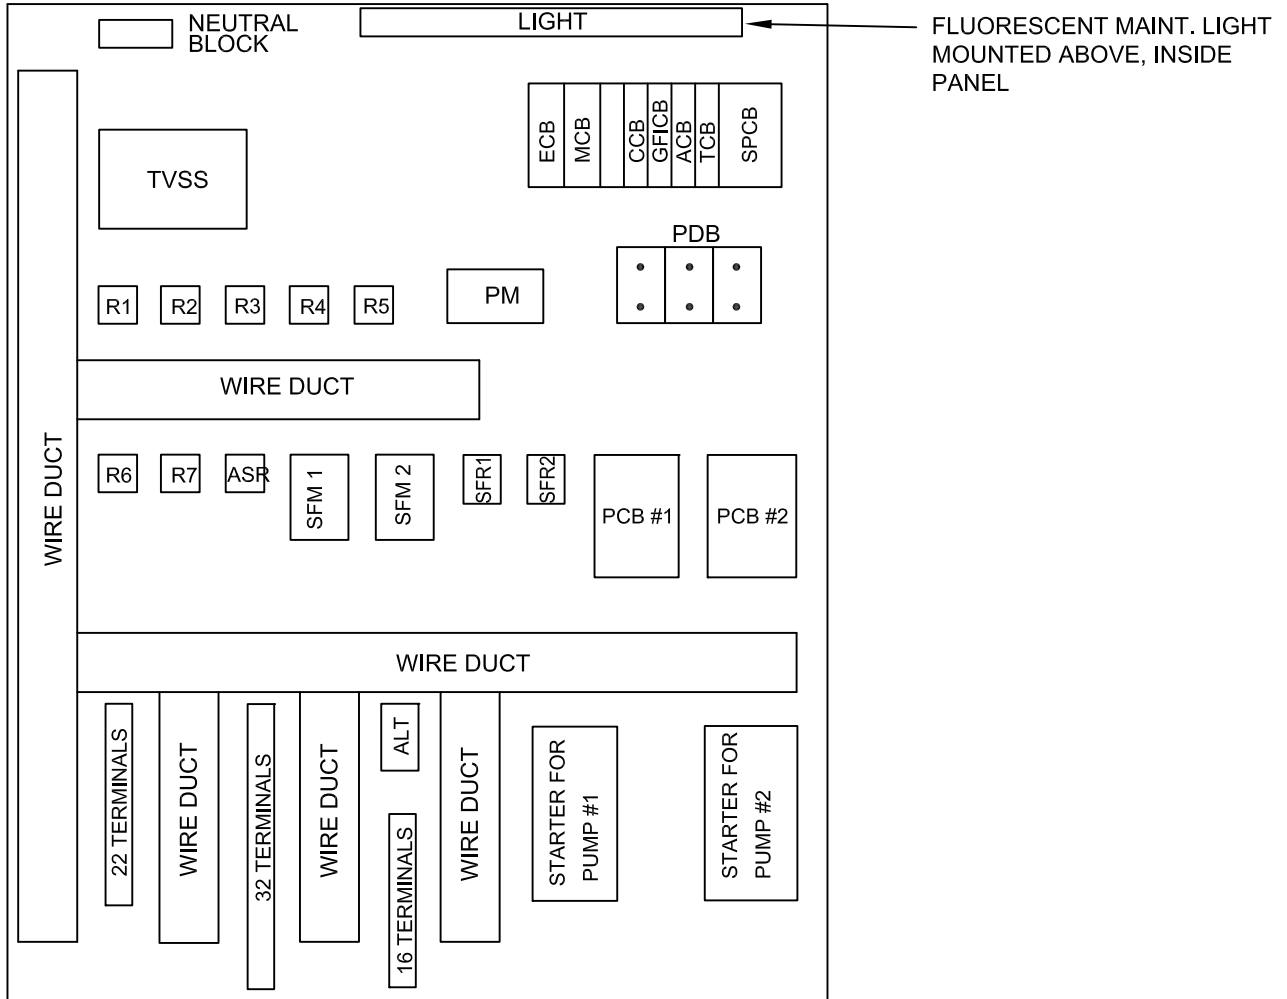 NEUTRAL
BLOCK
LIGHT
FLUORESCENT MAINT. LIGHT
MOUNTED ABOVE, INSIDE
PANEL
ECB
MCB
CCB
GFICB
ACB
TCB
SPCB
TVSS
PDB
R1
R2
R3
R4
R5
PM
WIRE DUCT
WIRE DUCT
R6
R7
ASR
SFM 1
SFM 2
SFR1
SFR2
PCB #1
PCB #2
WIRE DUCT
22 TERMINALS
WIRE DUCT
32 TERMINALS
WIRE DUCT
ALT
16 TERMINALS
WIRE DUCT
STARTER FOR
PUMP #1
STARTER FOR
PUMP #2